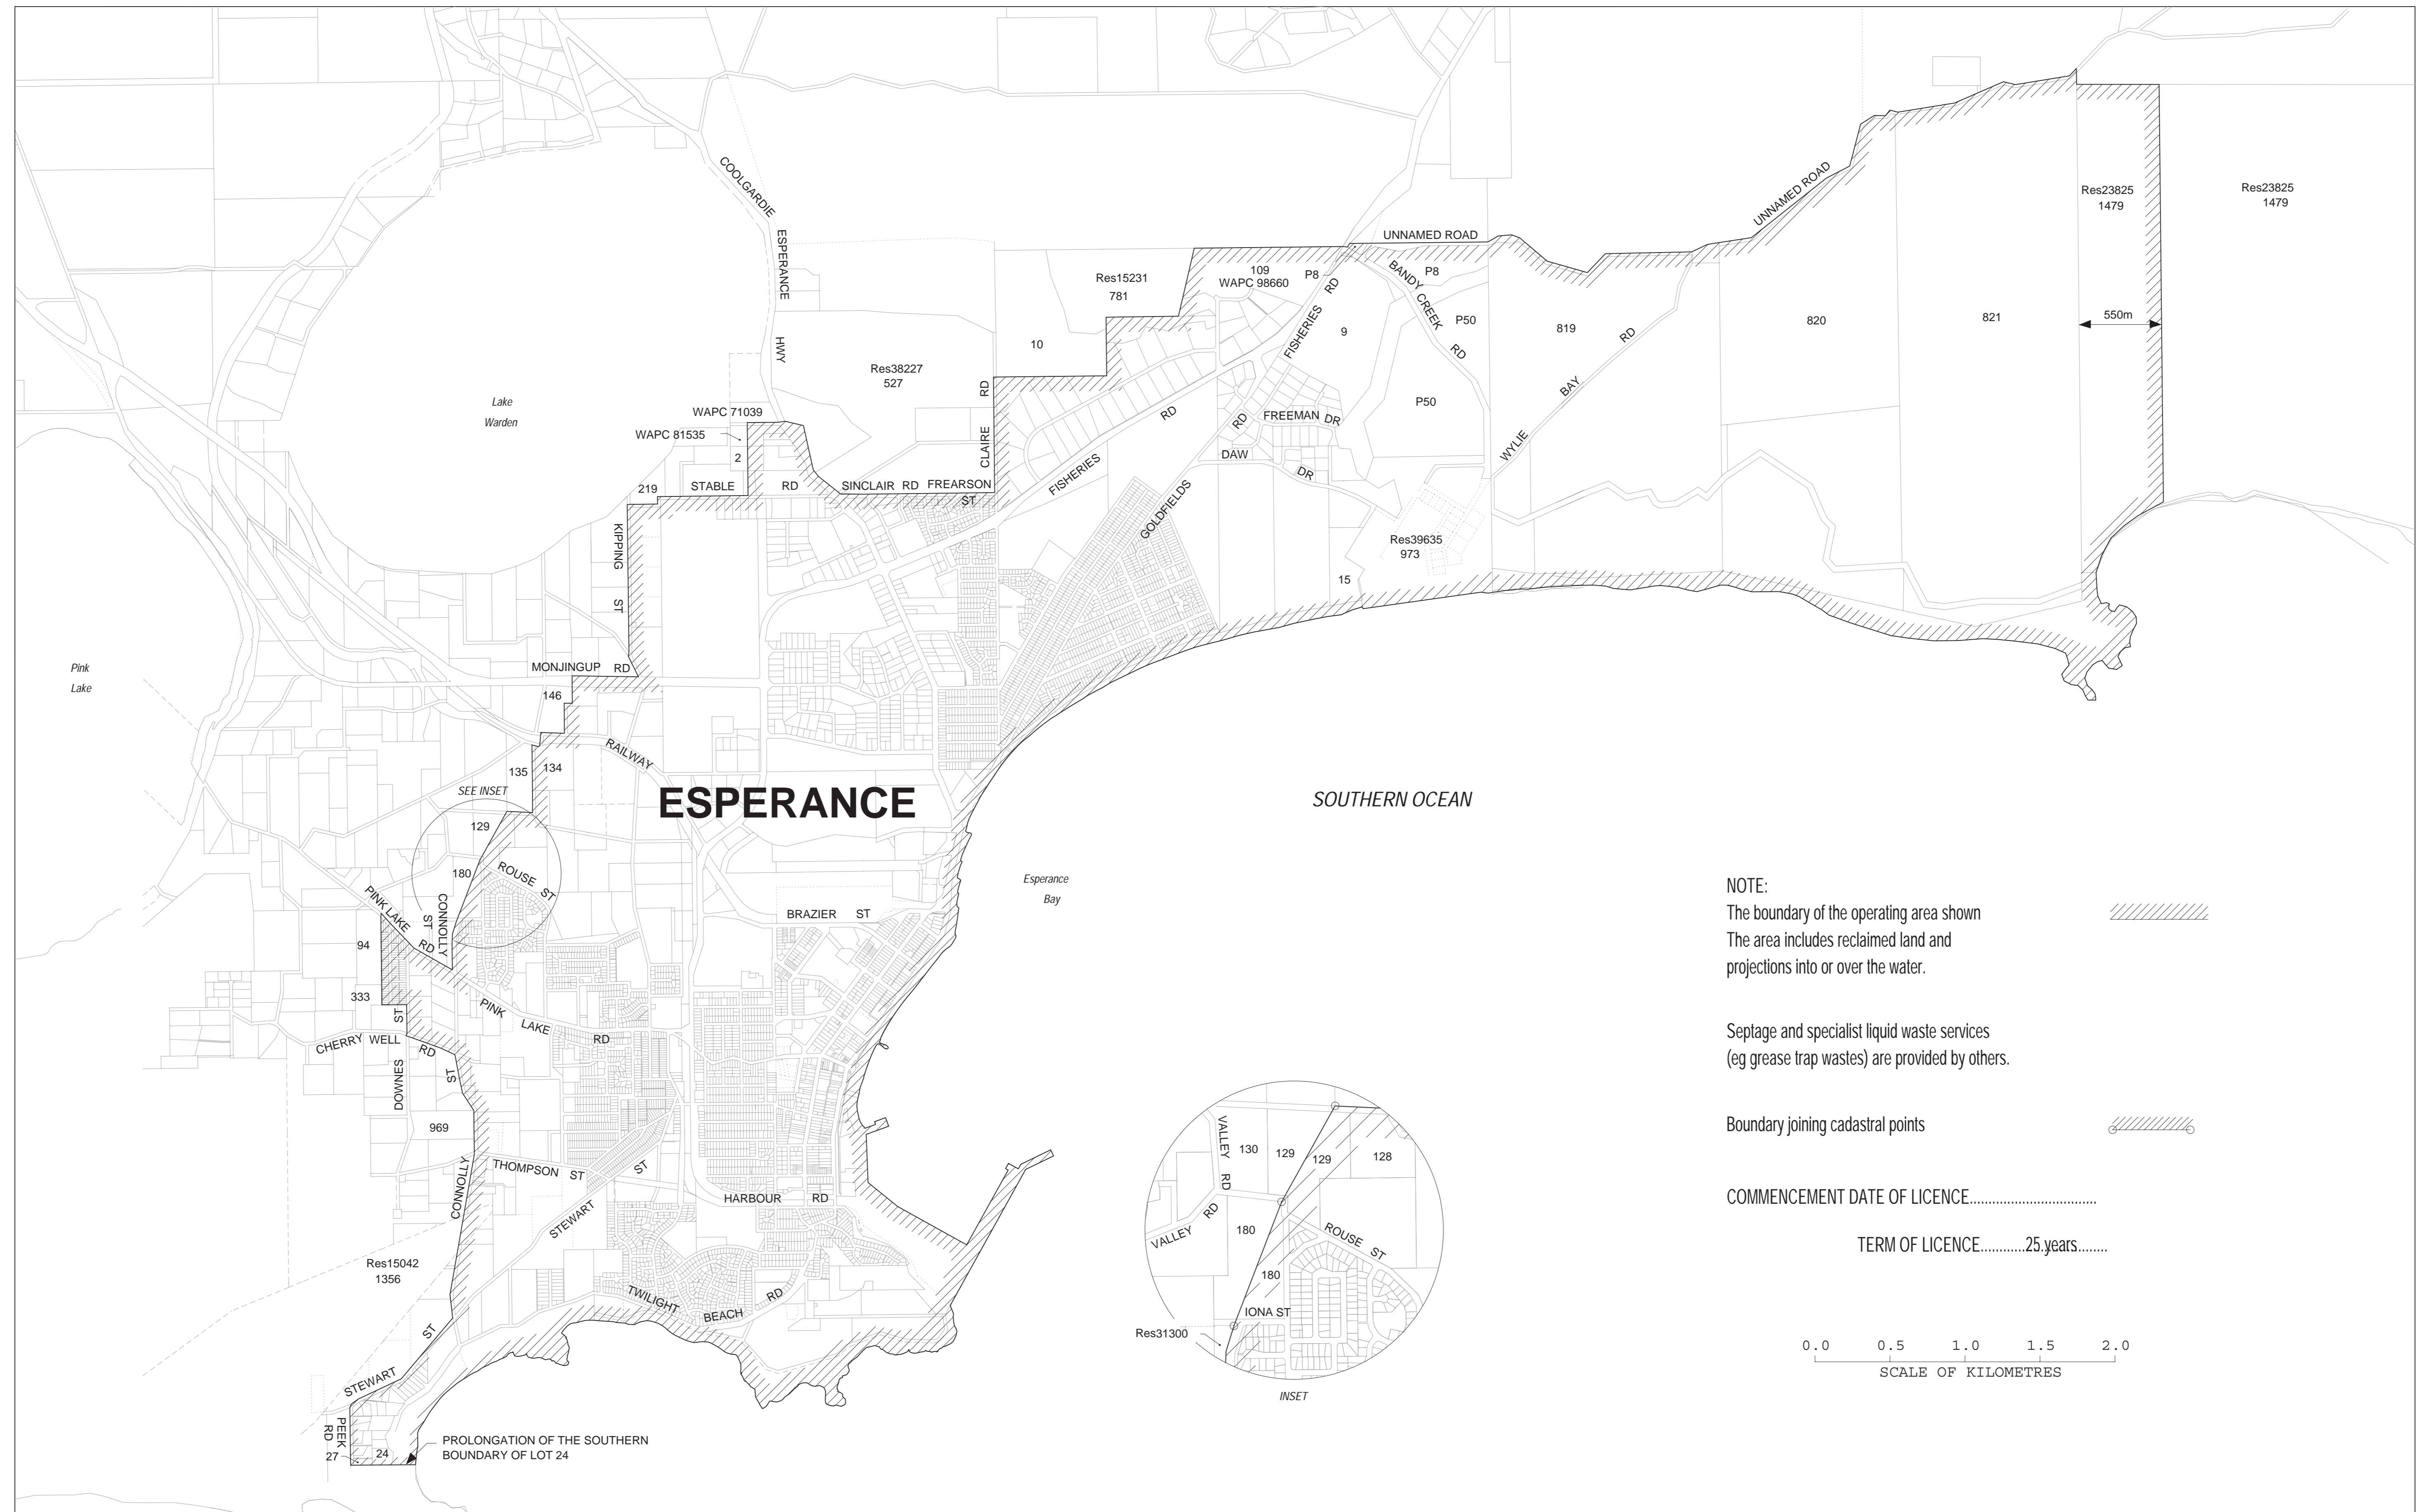 COOLGARDIE
ESPERANCE
HWY
UNNAMED ROAD
UNNAMED ROAD
Res23825
1479
Res23825
1479
Res15231
781
109
WAPC 98660
P8
P8
BANDY
CREEK
RD
P50
P50
FISHERIES
RD
9
819
820
821
550m
10
Res38227
527
CLAIRE
RD
WYLIE
BAY
RD
Lake
Warden
WAPC 71039
WAPC 81535
2
219
STABLE
RD
SINCLAIR RD
FREARSON
ST
FISHERIES
RD
FREEMAN DR
DAW
DR
GOLDFIELDS
RD
Res39635
973
15
KIPPING
ST
Pink
Lake
MONJINGUP RD
146
RAILWAY
135
134
SEE INSET
ESPERANCE
SOUTHERN OCEAN
129
180
ROUSE ST
Esperance
Bay
PINK LAKE
RD
CONNOLLY
ST
BRAZIER ST
94
333
ST
DOWNES
CHERRY WELL
RD
PINK
LAKE
RD
ST
969
CONNOLLY
THOMPSON ST
STEWART
ST
HARBOUR RD
Res15042
1356
TWILIGHT
BEACH
RD
STEWART
ST
PEEK
RD
27
24
PROLONGATION OF THE SOUTHERN
BOUNDARY OF LOT 24
VALLEY
RD
130
129
129
128
VALLEY
RD
180
180
ROUSE ST
IONA ST
Res31300
INSET
NOTE:
The boundary of the operating area shown
The area includes reclaimed land and
projections into or over the water.
Septage and specialist liquid waste services
(eg grease trap wastes) are provided by others.
Boundary joining cadastral points
COMMENCEMENT DATE OF LICENCE..................................
TERM OF LICENCE............25 years........
0.0 0.5 1.0 1.5 2.0
SCALE OF KILOMETRES